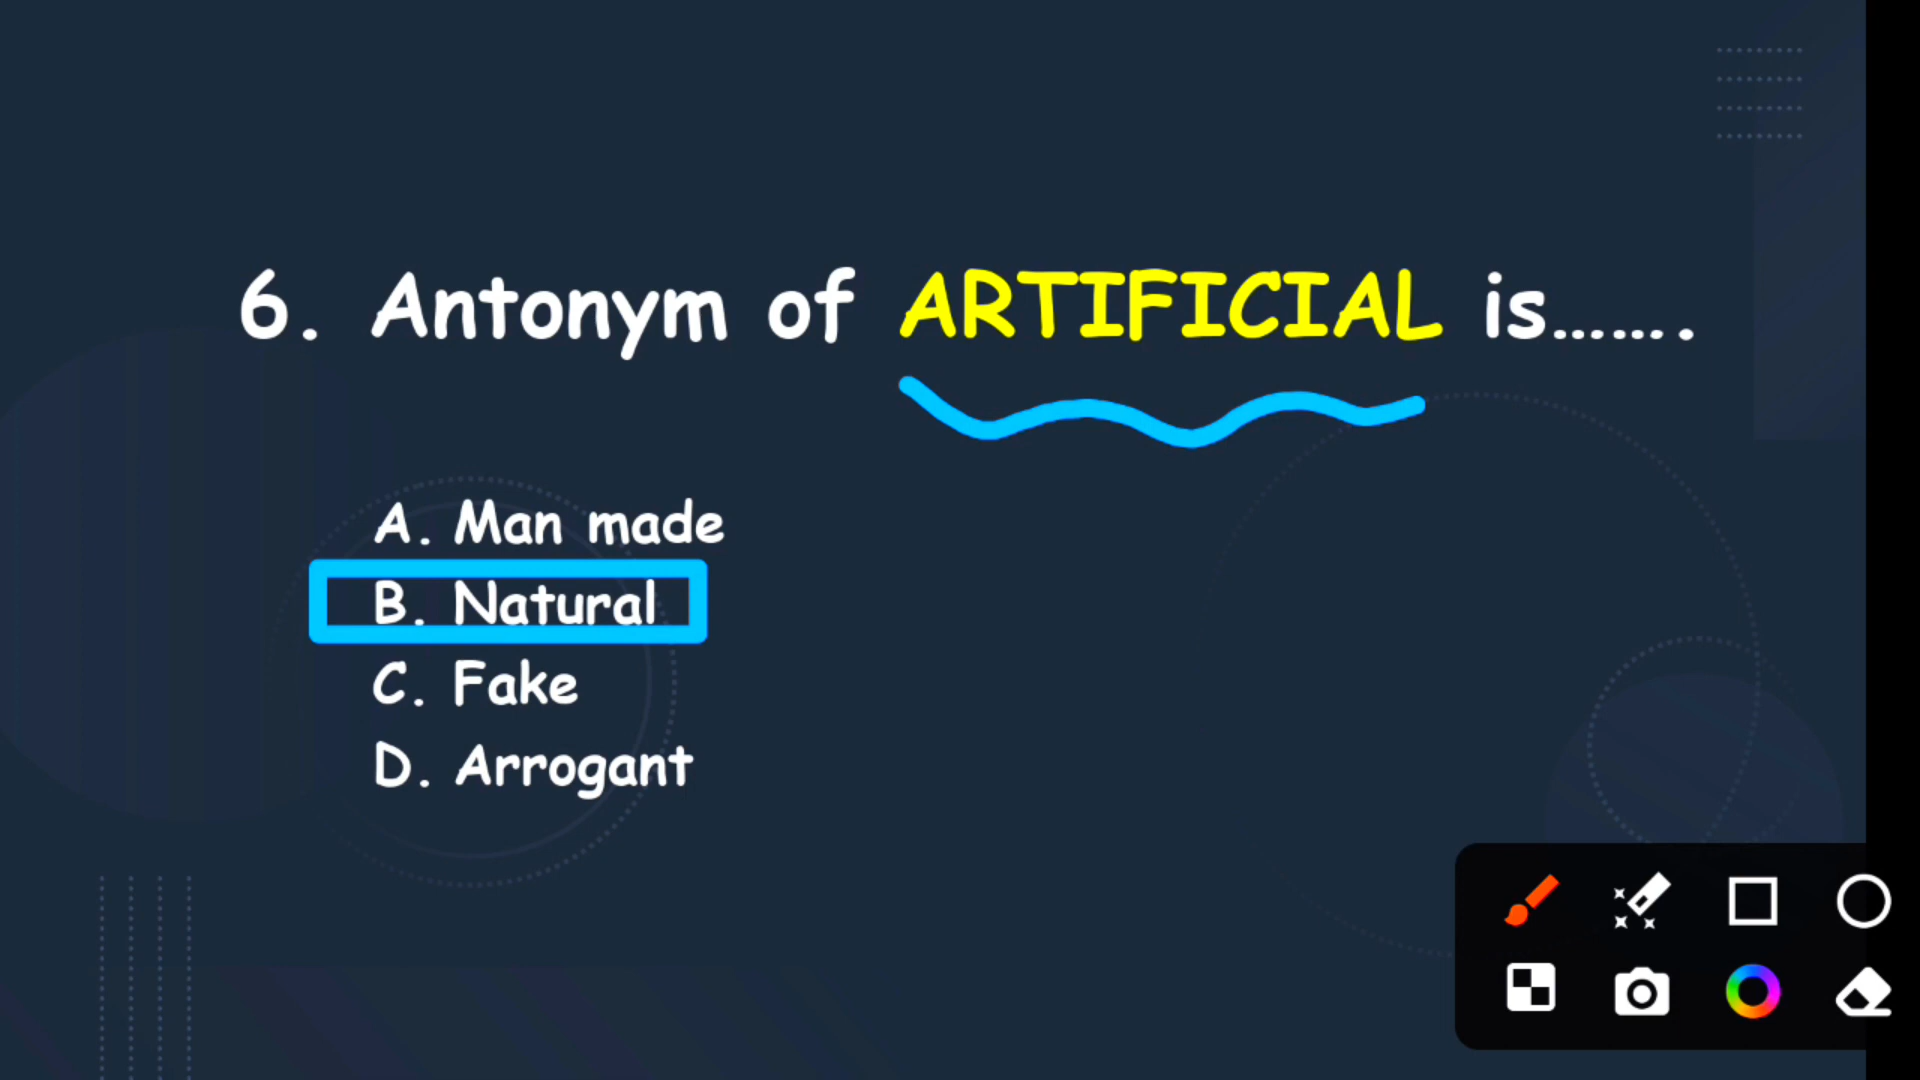 6. Antonym of ARTIFICIAL is…….
A. Man made
B. Natural
C. Fake
D. Arrogant